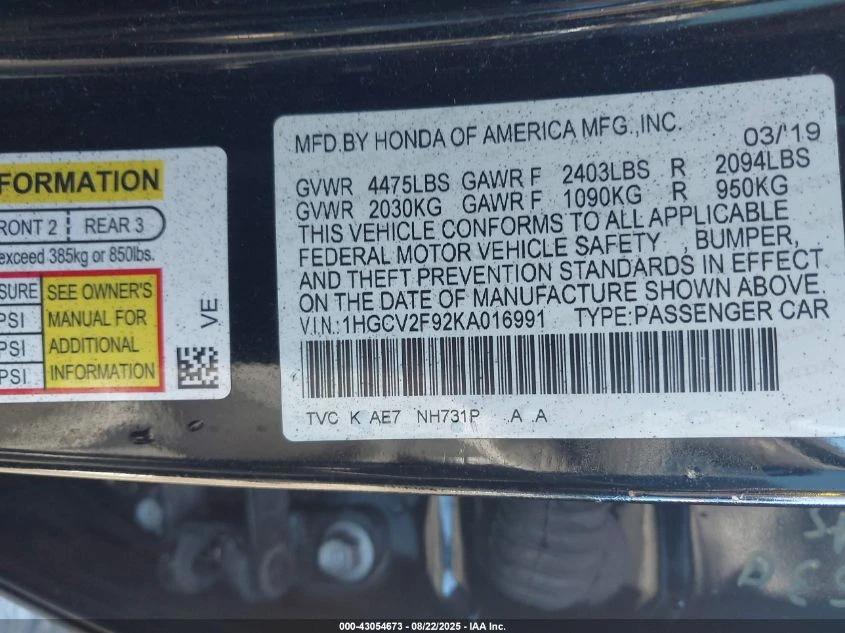 FORMATION
FRONT 2 REAR 3
exceed 385kg or 850lbs.
SURE SEE OWNER'S
PSI MANUAL FOR
PSI ADDITIONAL
PSI INFORMATION
VE
MFD.BY HONDA OF AMERICA MFG.,INC. 03/'19
GVWR 4475LBS GAWR F 2403LBS R 2094LBS
GVWR 2030KG GAWR F 1090KG R 950KG
THIS VEHICLE CONFORMS TO ALL APPLICABLE
FEDERAL MOTOR VEHICLE SAFETY , BUMPER,
AND THEFT PREVENTION STANDARDS IN EFFECT
ON THE DATE OF MANUFACTURE SHOWN ABOVE.
V.I.N.:1HGCV2F92KA016991 TYPE:PASSENGER CAR
TVC K AE7 NH731P .A .A
000-43054673 - 08/22/2025 - IAA Inc.